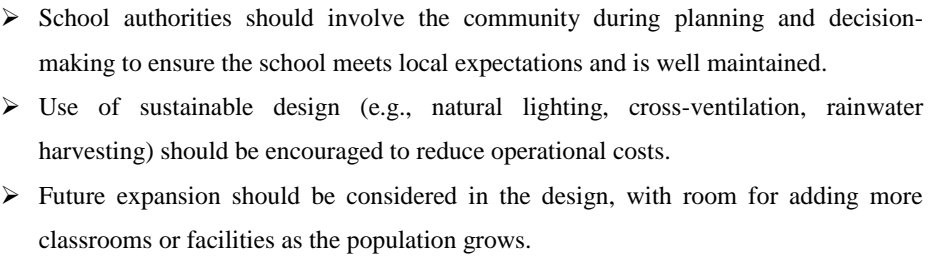 ➢ School authorities should involve the community during planning and decision-
making to ensure the school meets local expectations and is well maintained.
➢ Use of sustainable design (e.g., natural lighting, cross-ventilation, rainwater
harvesting) should be encouraged to reduce operational costs.
➢ Future expansion should be considered in the design, with room for adding more
classrooms or facilities as the population grows.